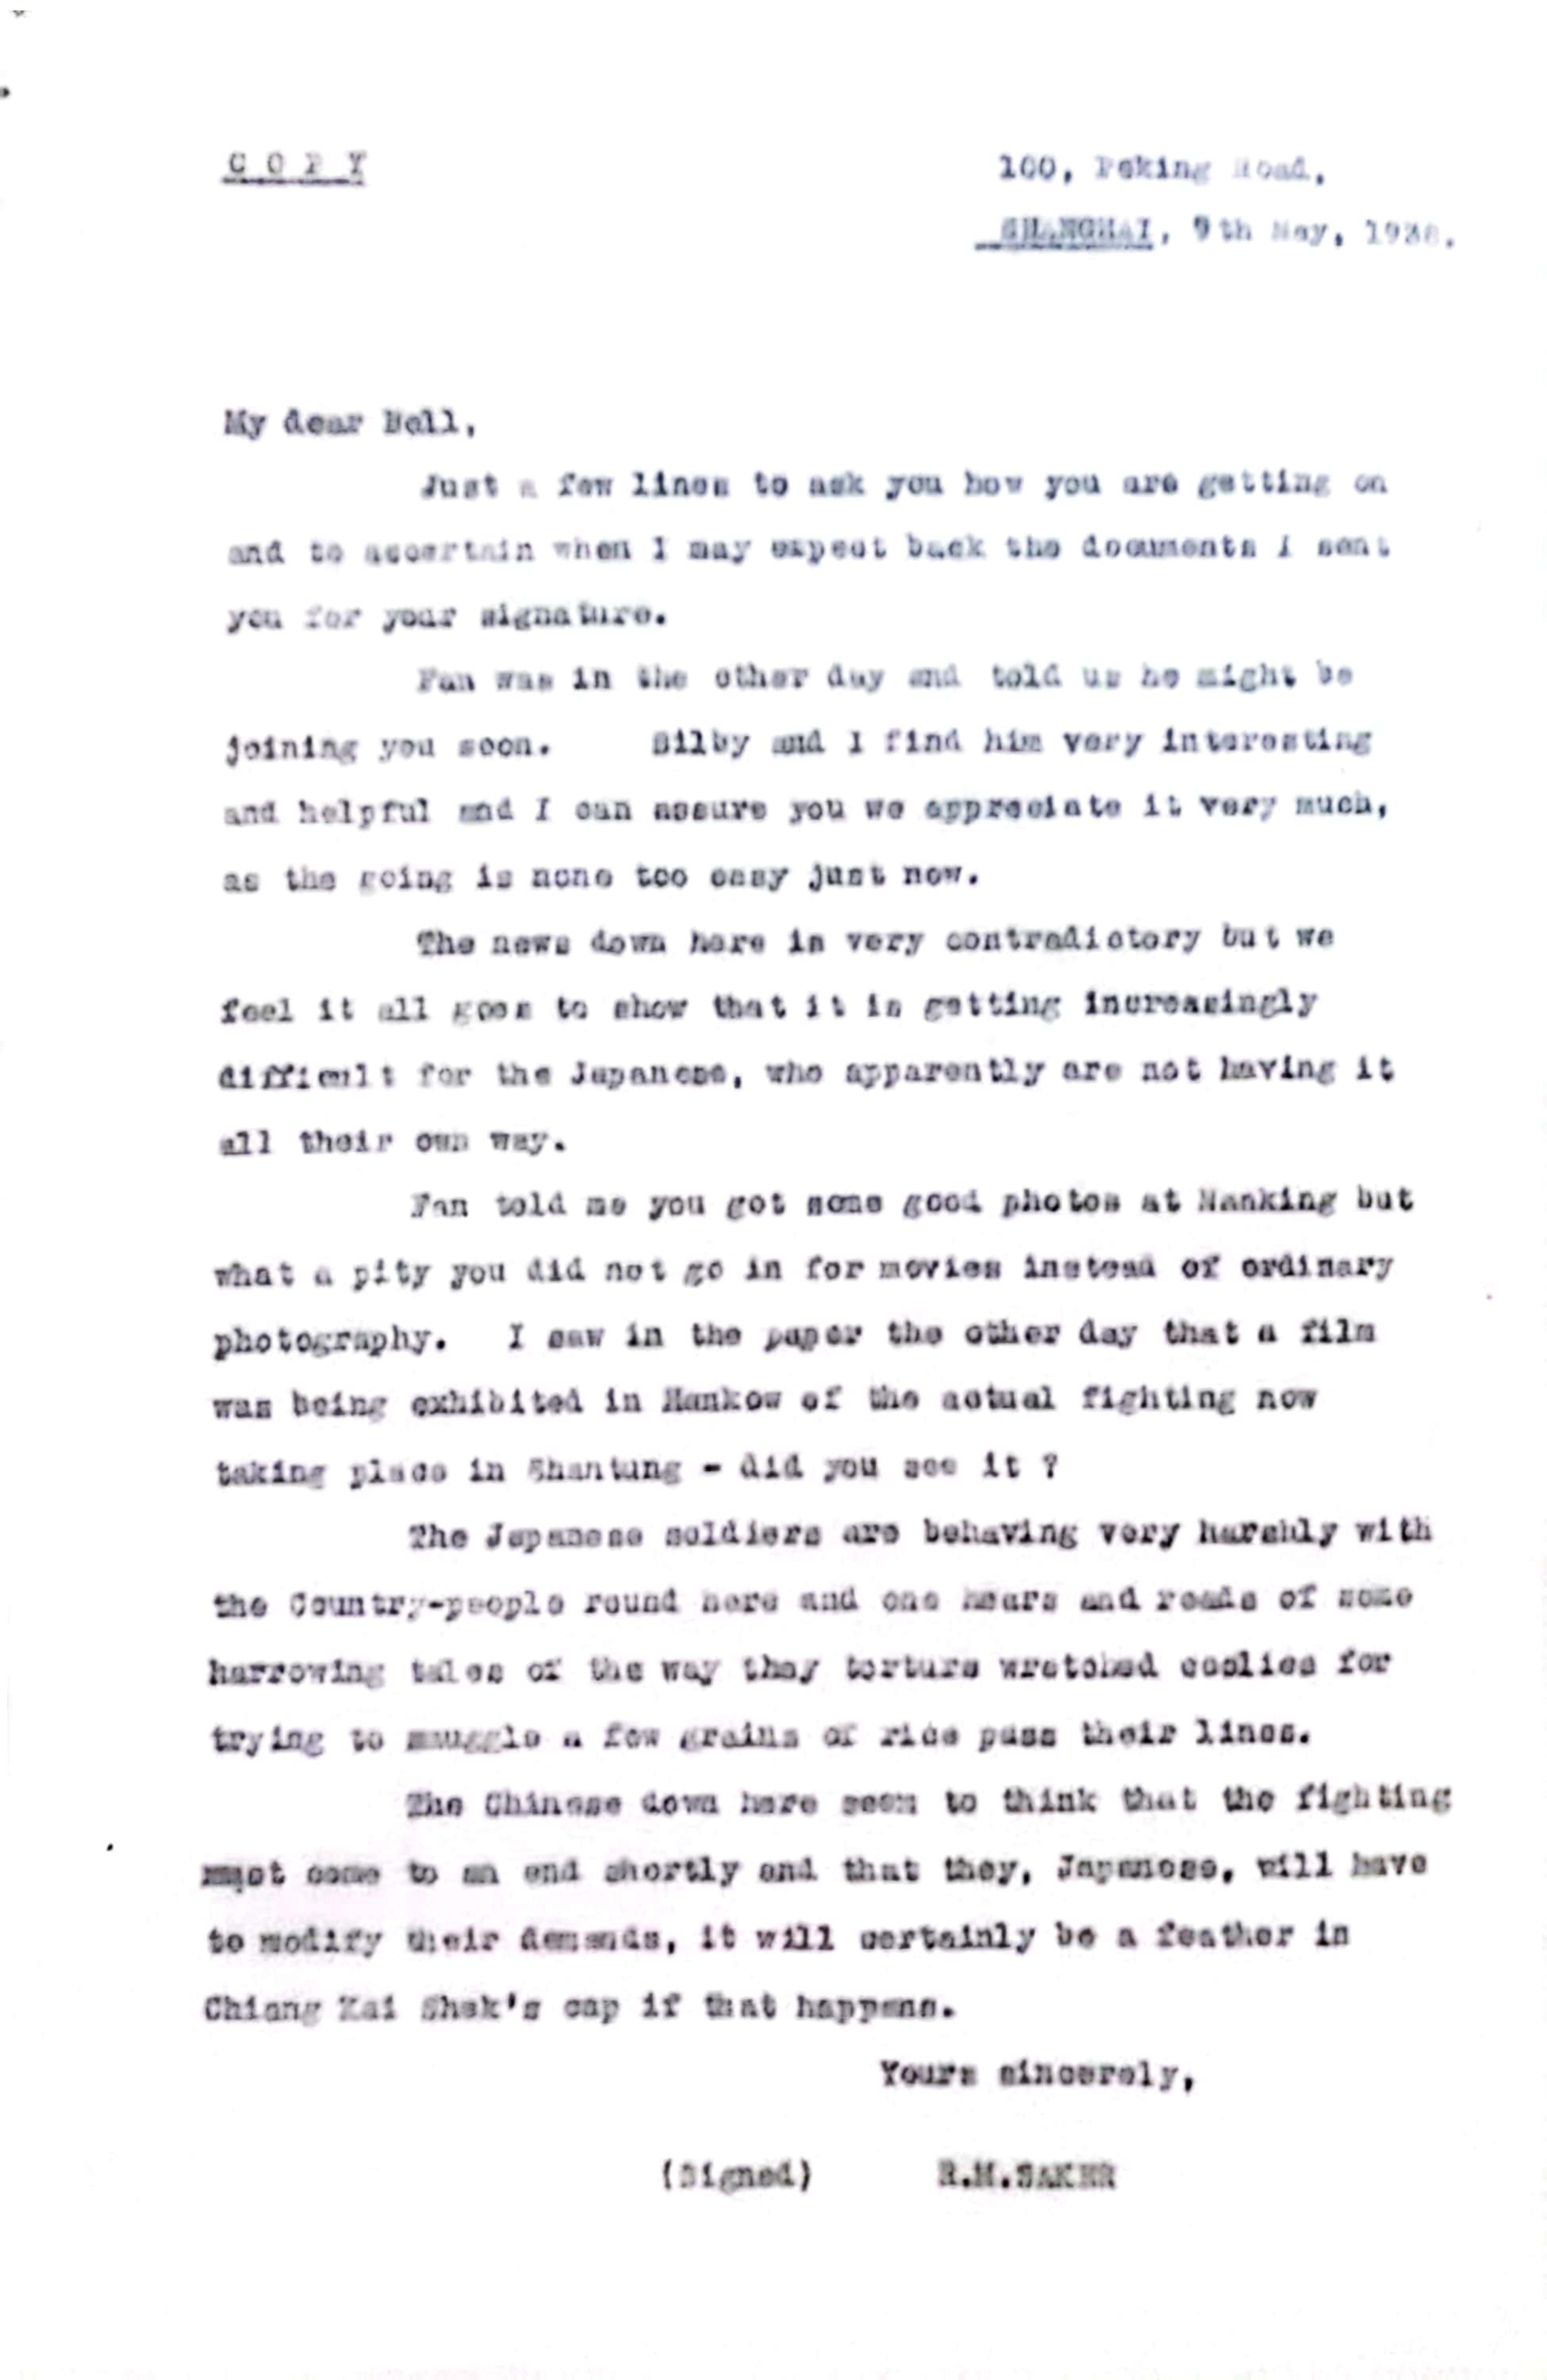 COPY
100, Peking Road,
SHANGHAI, 9th May, 1938.
My dear Bell,
Just a few lines to ask you how you are getting on
and to ascertain when I may expect back the documents I sent
you for your signature.
Fan was in the other day and told us he might be
joining you soon. Silby and I find him very interesting
and helpful and I can assure you we appreciate it very much,
as the going is none too easy just now.
The news down here is very contradictory but we
feel it all goes to show that it is getting increasingly
difficult for the Japanese, who apparently are not having it
all their own way.
Fan told me you got some good photos at Nanking but
what a pity you did not go in for movies instead of ordinary
photography. I saw in the paper the other day that a film
was being exhibited in Hankow of the actual fighting now
taking place in Shantung - did you see it ?
The Japanese soldiers are behaving very harshly with
the Country-people round here and one hears and reads of some
harrowing tales of the way they torture wretched coolies for
trying to smuggle a few grains of rice pass their lines.
The Chinese down here seem to think that the fighting
must come to an end shortly and that they, Japanese, will have
to modify their demands, it will certainly be a feather in
Chiang Kai Shek's cap if that happens.
Yours sincerely,
(Signed) R.M.SAKER